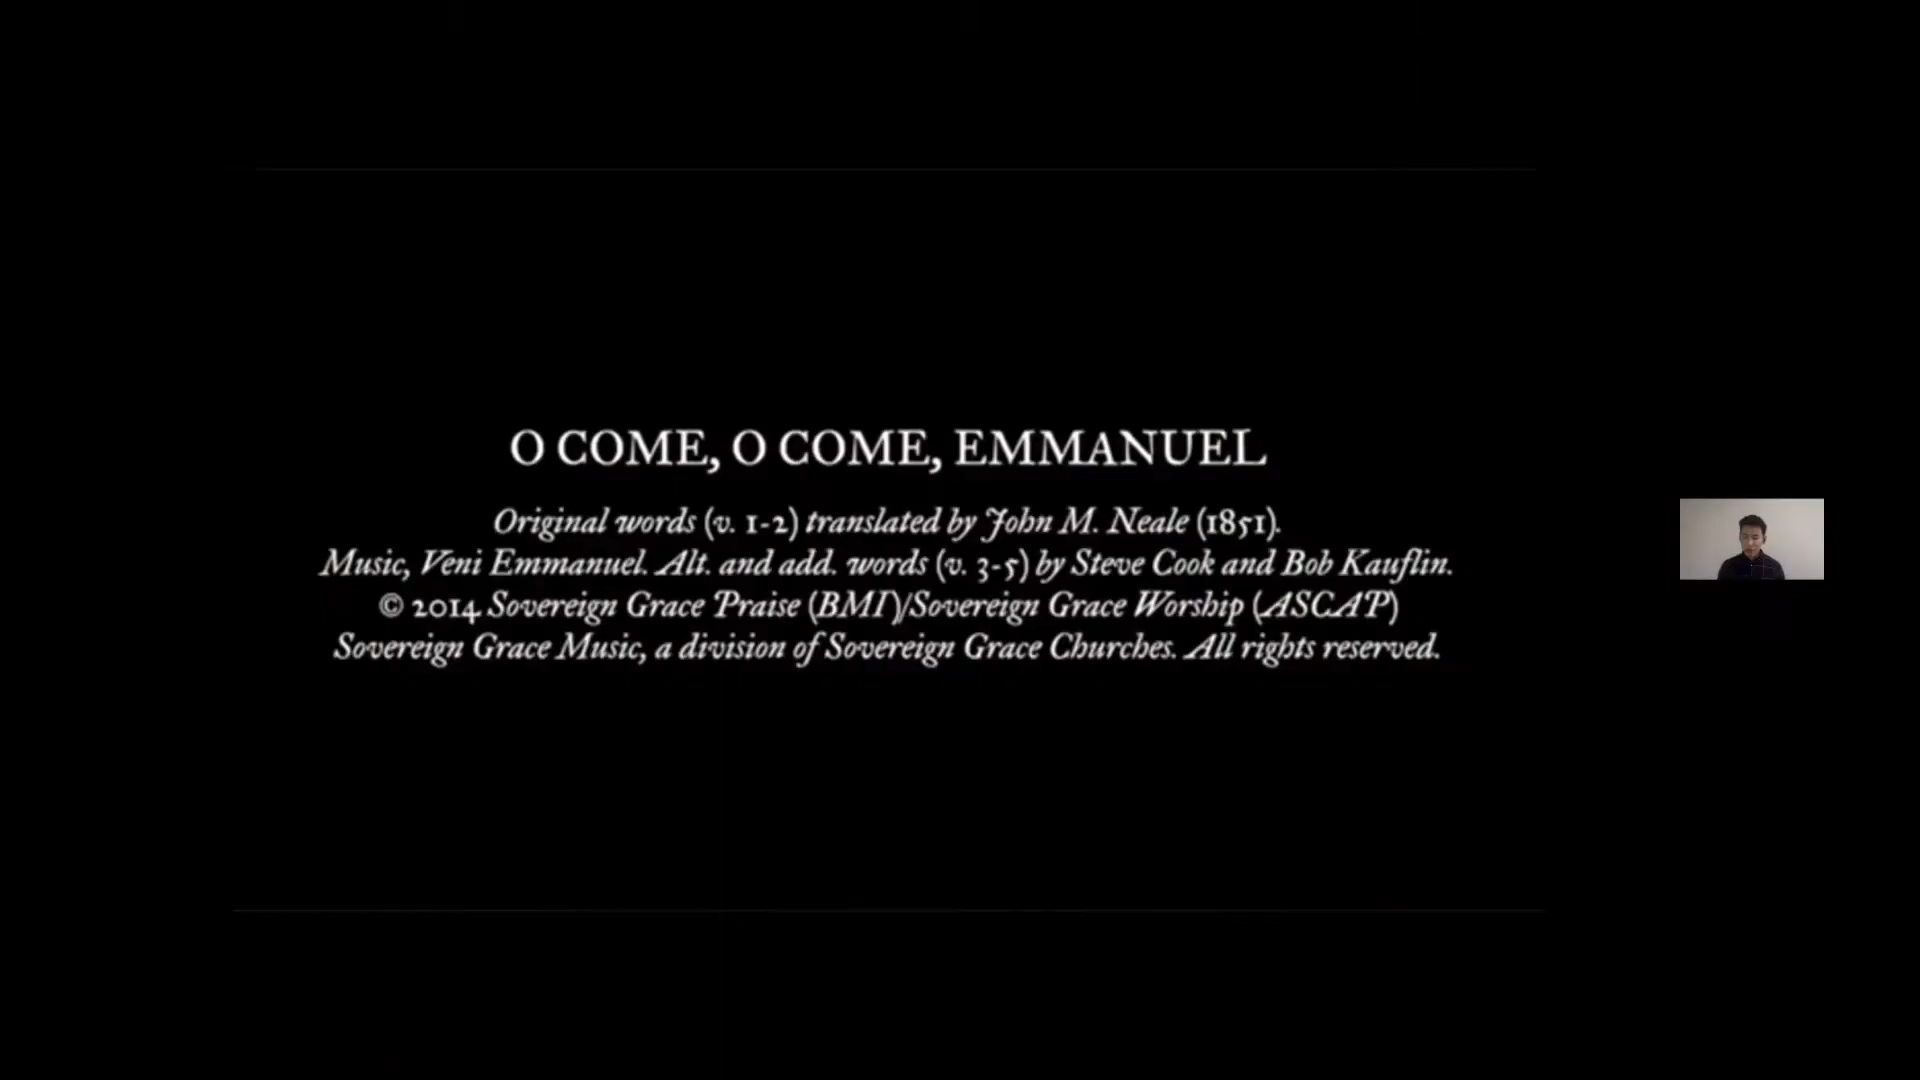 O COME, O COME, EMMANUEL
Original words (v. 1-2) translated by John M. Neale (1851).
Music, Veni Emmanuel. Alt. and add. words (v. 3-5) by Steve Cook and Bob Kauflin.
© 2014 Sovereign Grace Praise (BMI)/Sovereign Grace Worship (ASCAP)
Sovereign Grace Music, a division of Sovereign Grace Churches. All rights reserved.